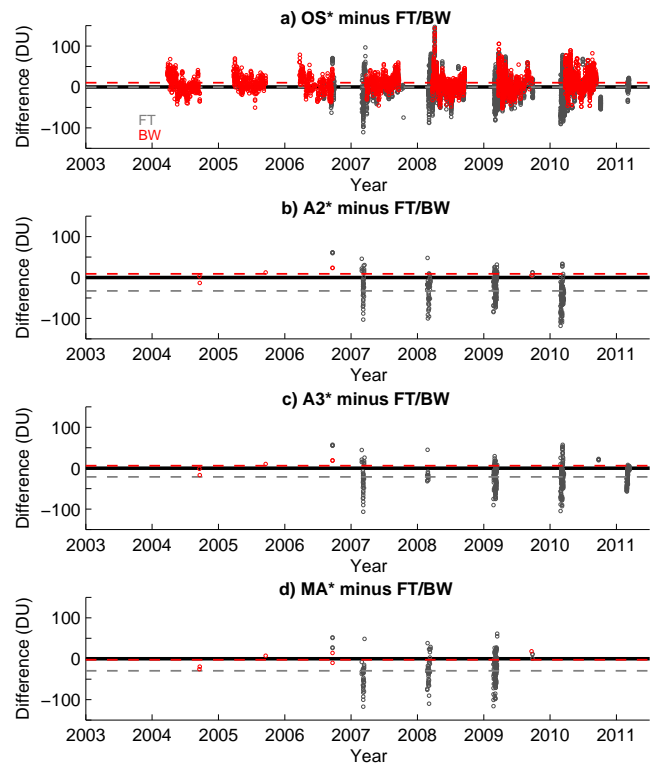 a) OS* minus FT/BW
Difference (DU)
100
0
−100
FT
BW
2003 2004 2005 2006 2007 2008 2009 2010 2011
Year
b) A2* minus FT/BW
Difference (DU)
100
0
−100
2003 2004 2005 2006 2007 2008 2009 2010 2011
Year
c) A3* minus FT/BW
Difference (DU)
100
0
−100
2003 2004 2005 2006 2007 2008 2009 2010 2011
Year
d) MA* minus FT/BW
Difference (DU)
100
0
−100
2003 2004 2005 2006 2007 2008 2009 2010 2011
Year